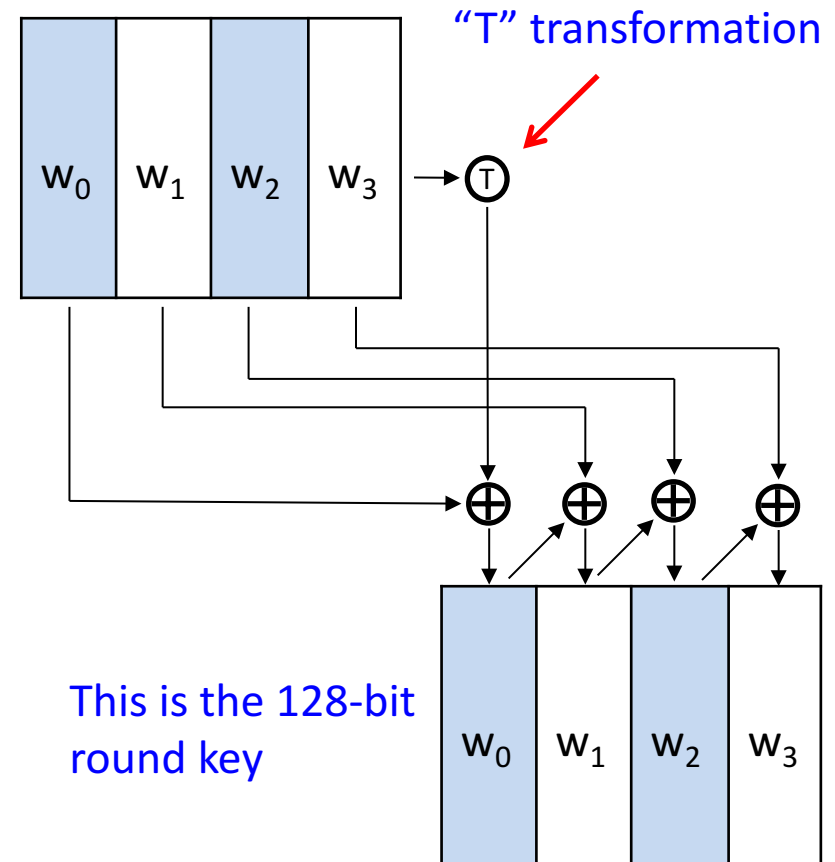 “T” transformation
w₀ w₁ w₂ w₃
T
This is the 128-bit
round key
w₀ w₁ w₂ w₃